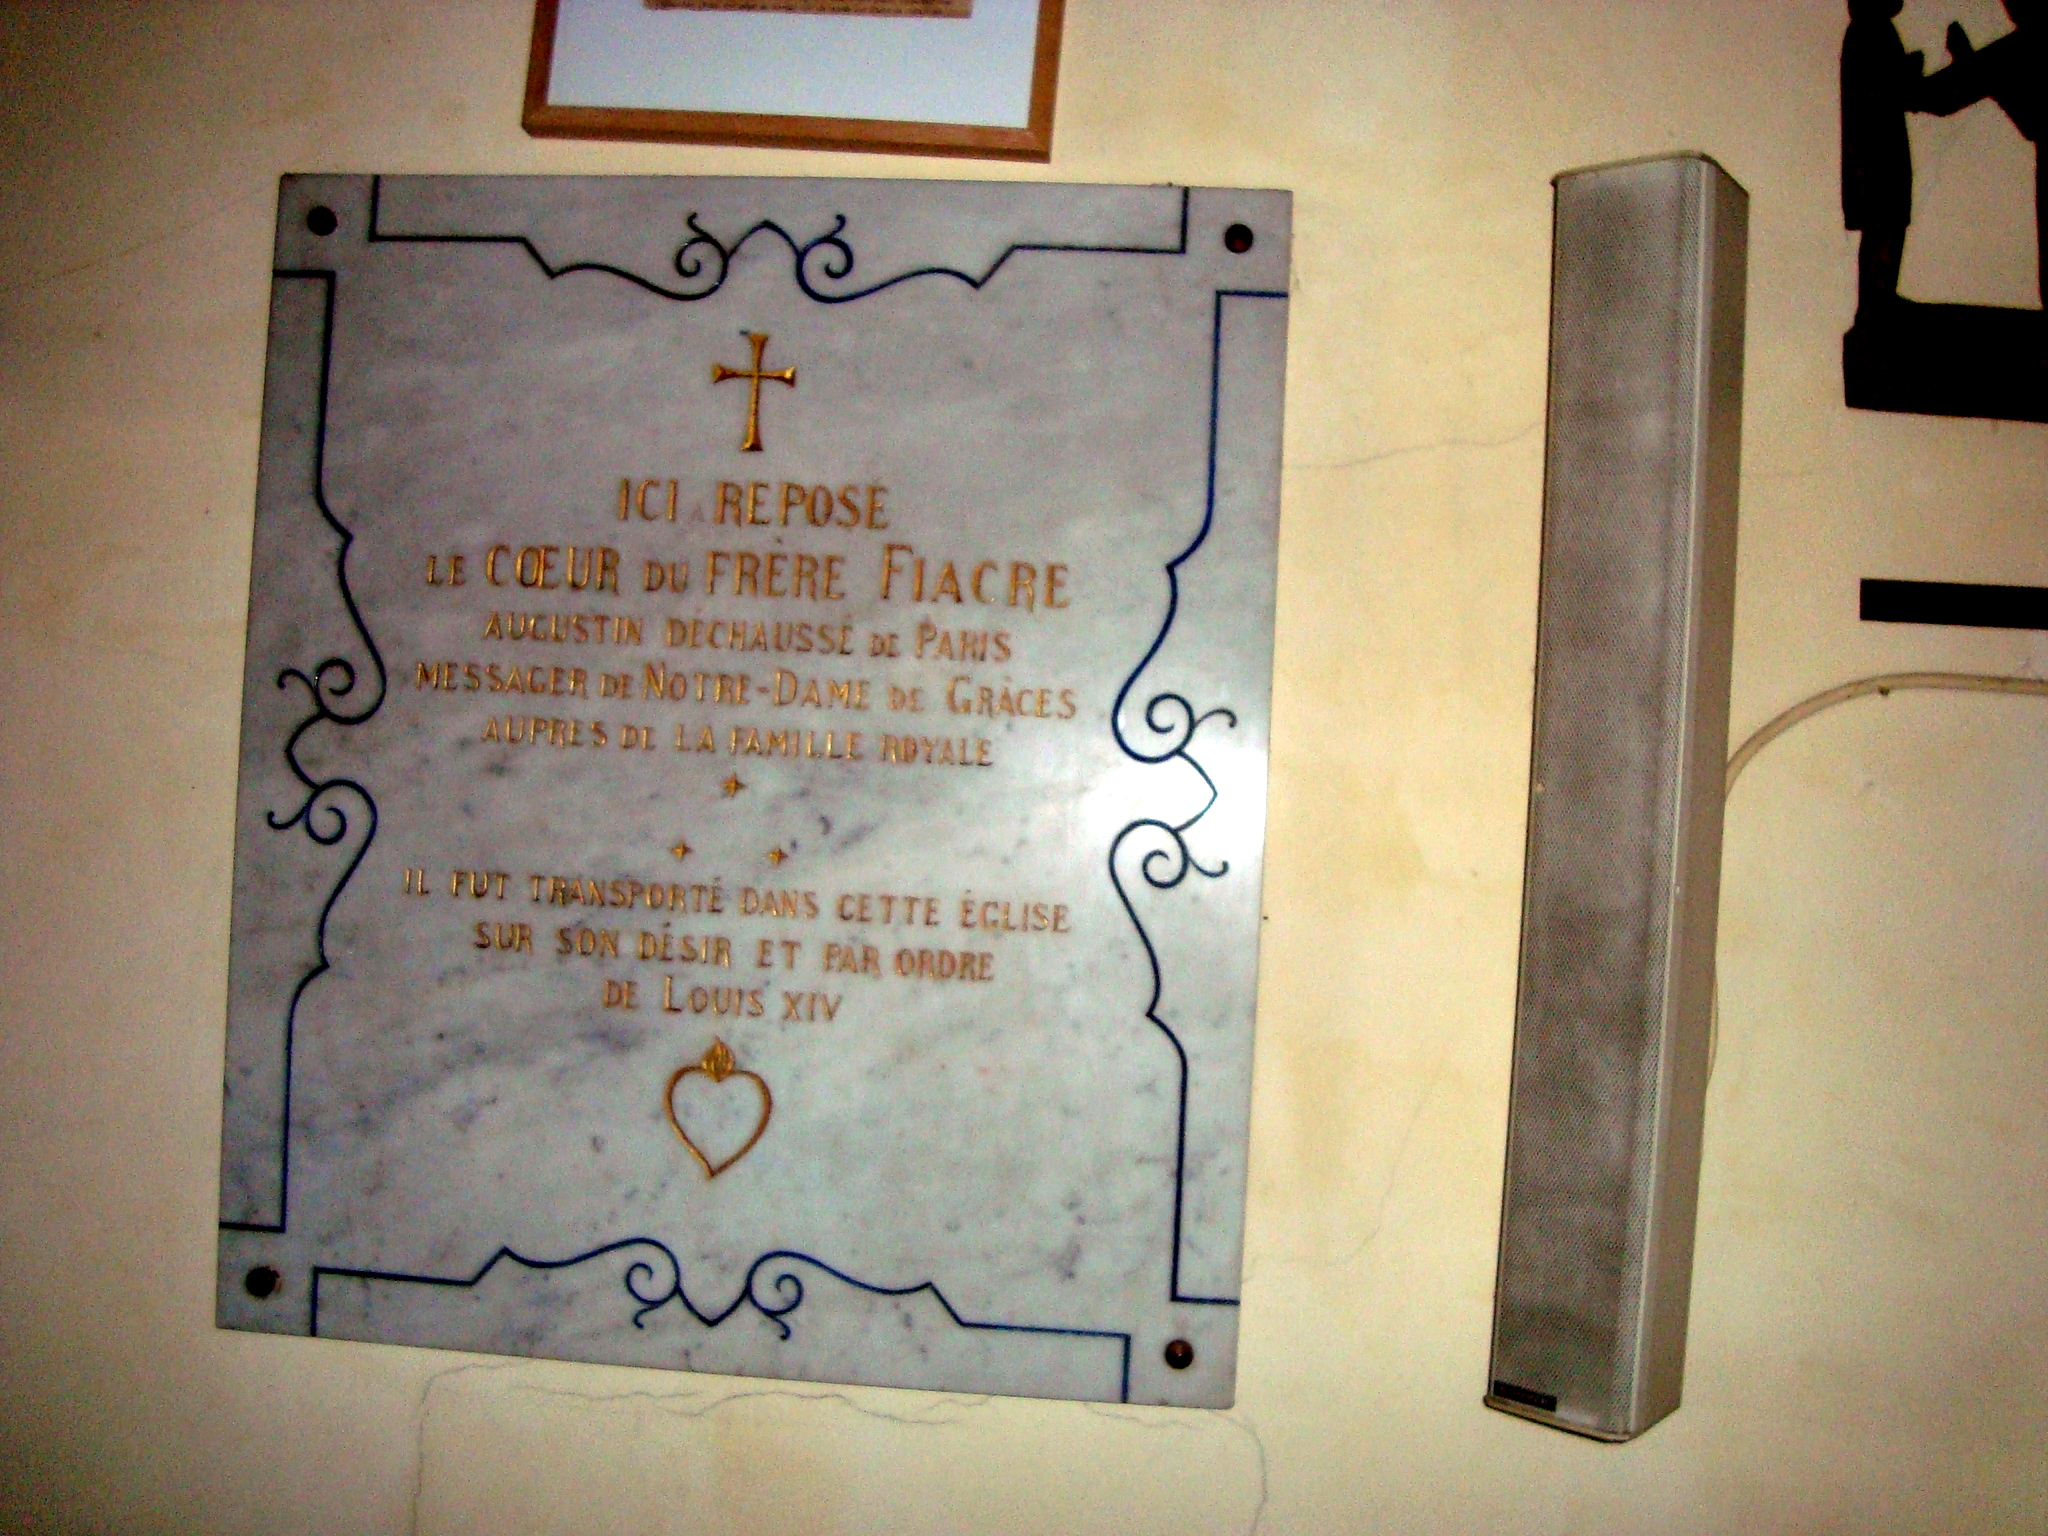 ICI REPOSE
LE CŒUR DU FRÈRE FIACRE
AUGUSTIN DÉCHAUSSÉ DE PARIS
MESSAGER DE NOTRE-DAME DE GRÂCES
AUPRÈS DE LA FAMILLE ROYALE
IL FUT TRANSPORTÉ DANS CETTE ÉGLISE
SUR SON DÉSIR ET PAR ORDRE
DE LOUIS XIV